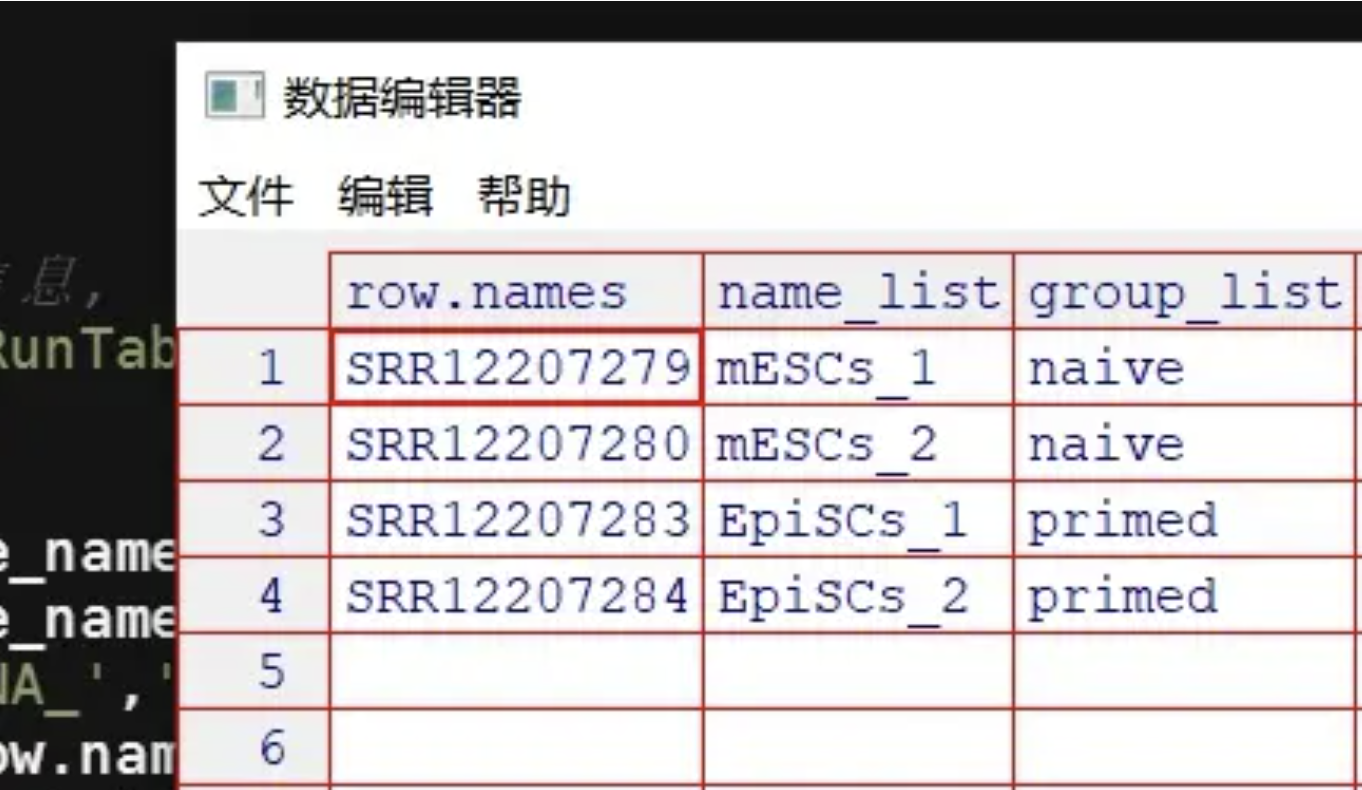 数据编辑器
文件 编辑 帮助
息,
row.names name_list group_list
RunTab
1 SRR12207279 mESCs_1 naive
2 SRR12207280 mESCs_2 naive
3 SRR12207283 EpiSCs_1 primed
e_name
4 SRR12207284 EpiSCs_2 primed
e_name
5
NA_','
6
ow.nam